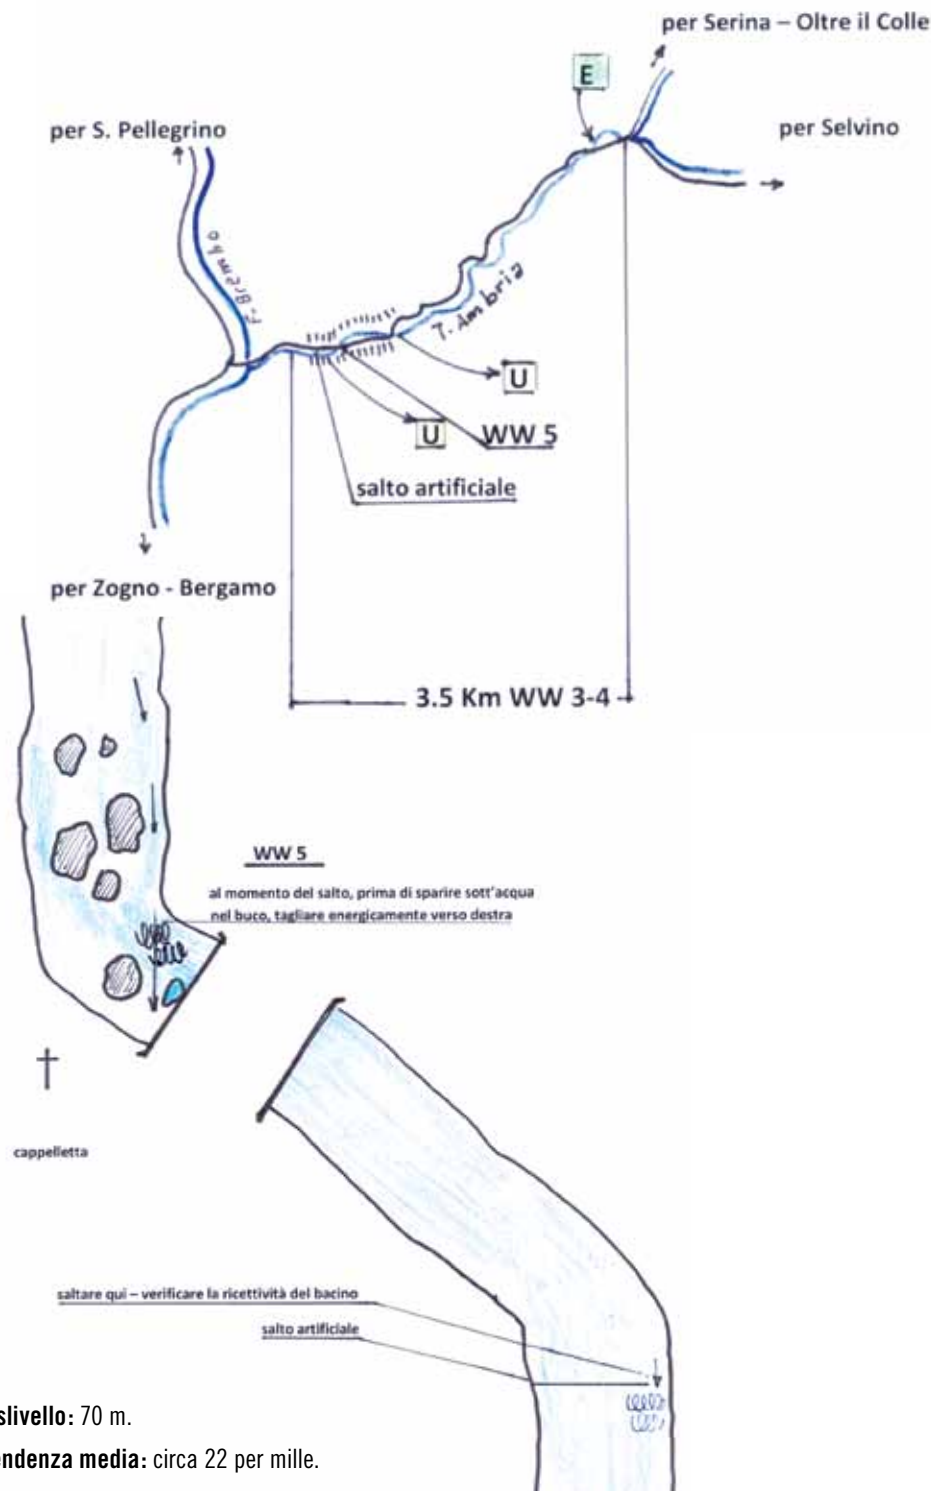 per Serina – Oltre il Colle
E
per S. Pellegrino
per Selvino
F. Brembo
T. Ambria
U
U
WW 5
salto artificiale
per Zogno - Bergamo
3.5 Km WW 3-4
WW 5
al momento del salto, prima di sparire sott'acqua
nel buco, tagliare energicamente verso destra
cappelletta
saltare qui – verificare la ricettività del bacino
salto artificiale
slivello: 70 m.
endenza media: circa 22 per mille.